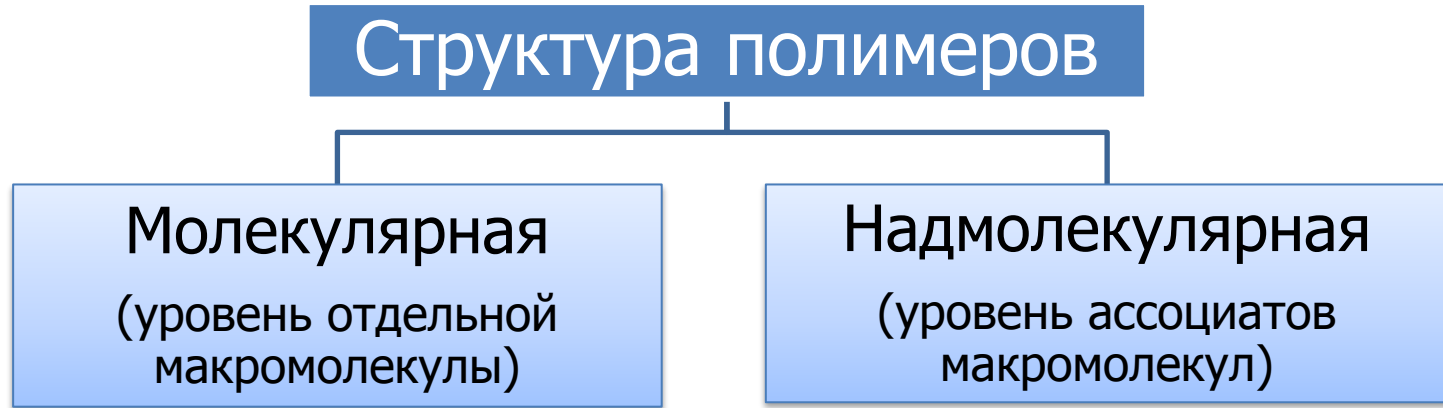 Структура полимеров
Молекулярная
(уровень отдельной
макромолекулы)
Надмолекулярная
(уровень ассоциатов
макромолекул)